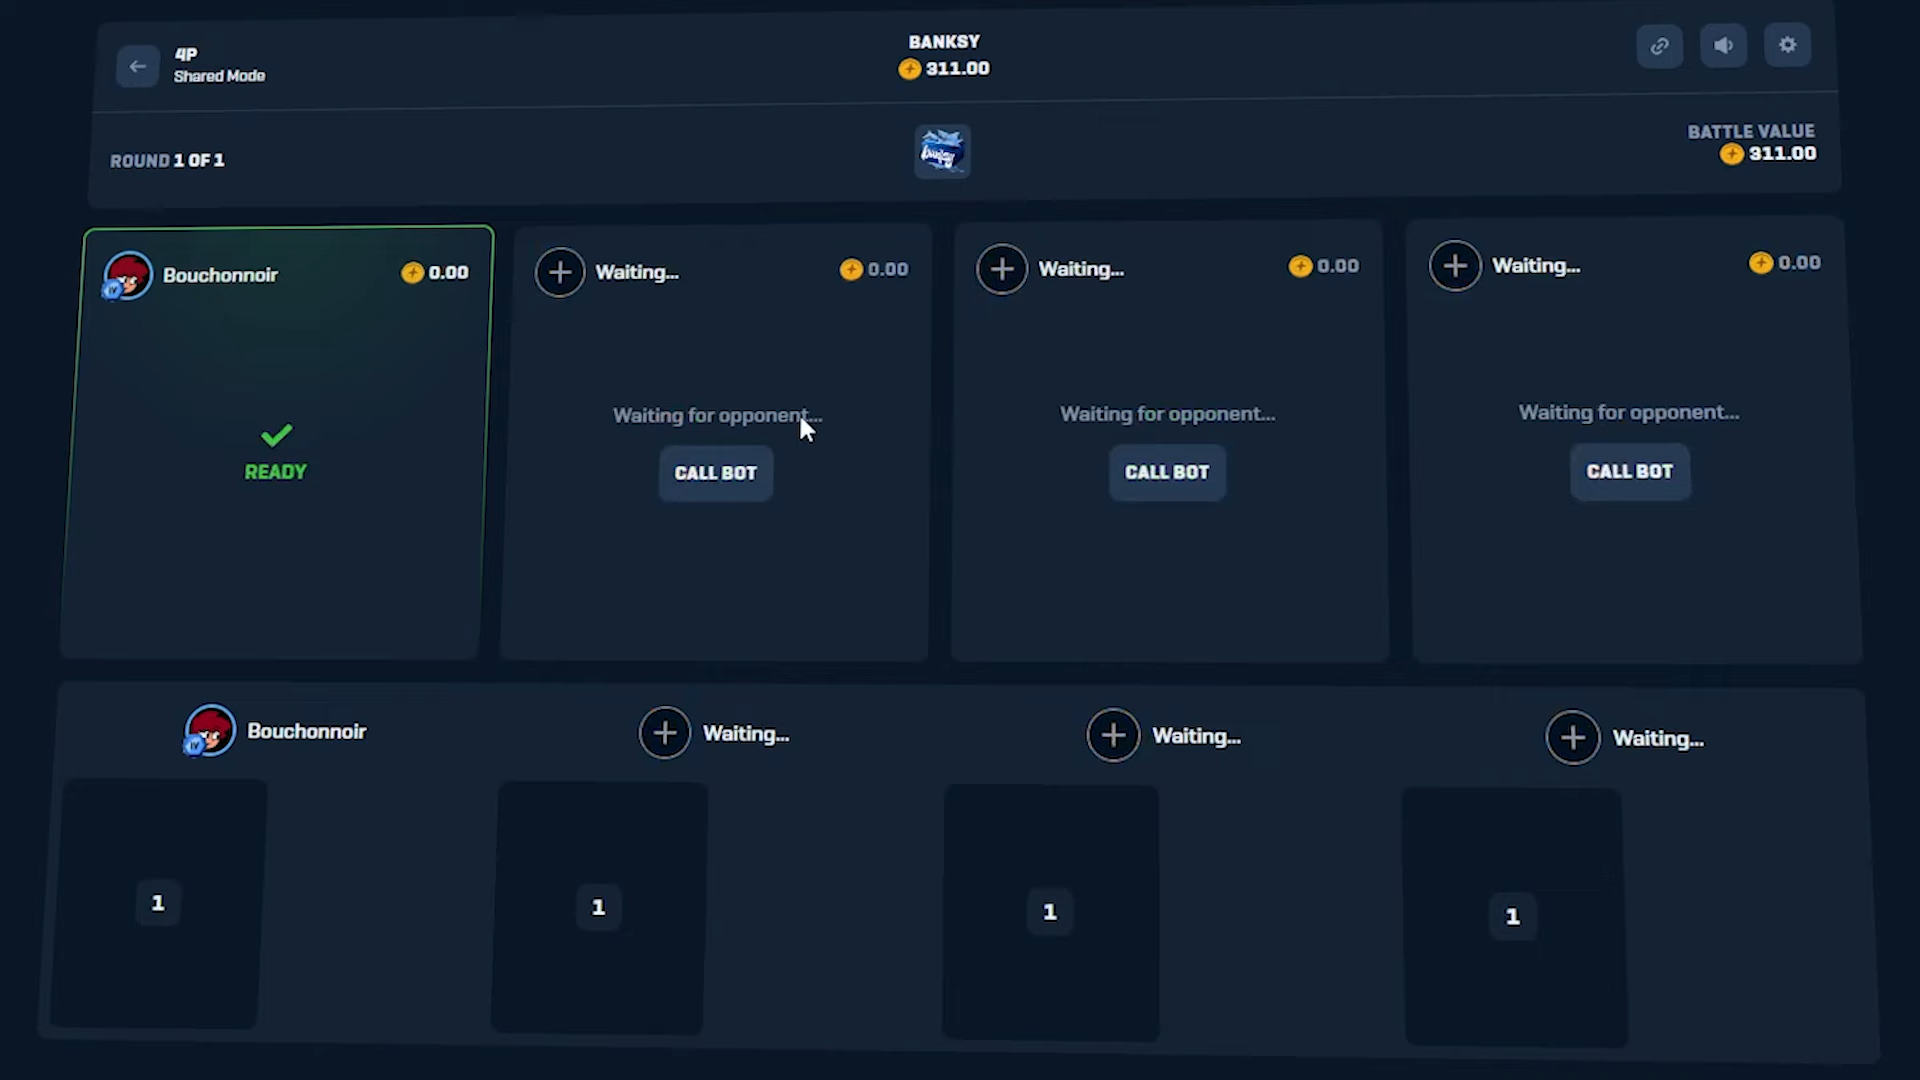 4P
Shared Mode
BANKSY
311.00
ROUND 1 OF 1
BATTLE VALUE
311.00
Bouchonnoir
0.00
Waiting...
0.00
Waiting...
0.00
Waiting...
0.00
READY
Waiting for opponent...
CALL BOT
Waiting for opponent...
CALL BOT
Waiting for opponent...
CALL BOT
Bouchonnoir
Waiting...
Waiting...
Waiting...
1
1
1
1